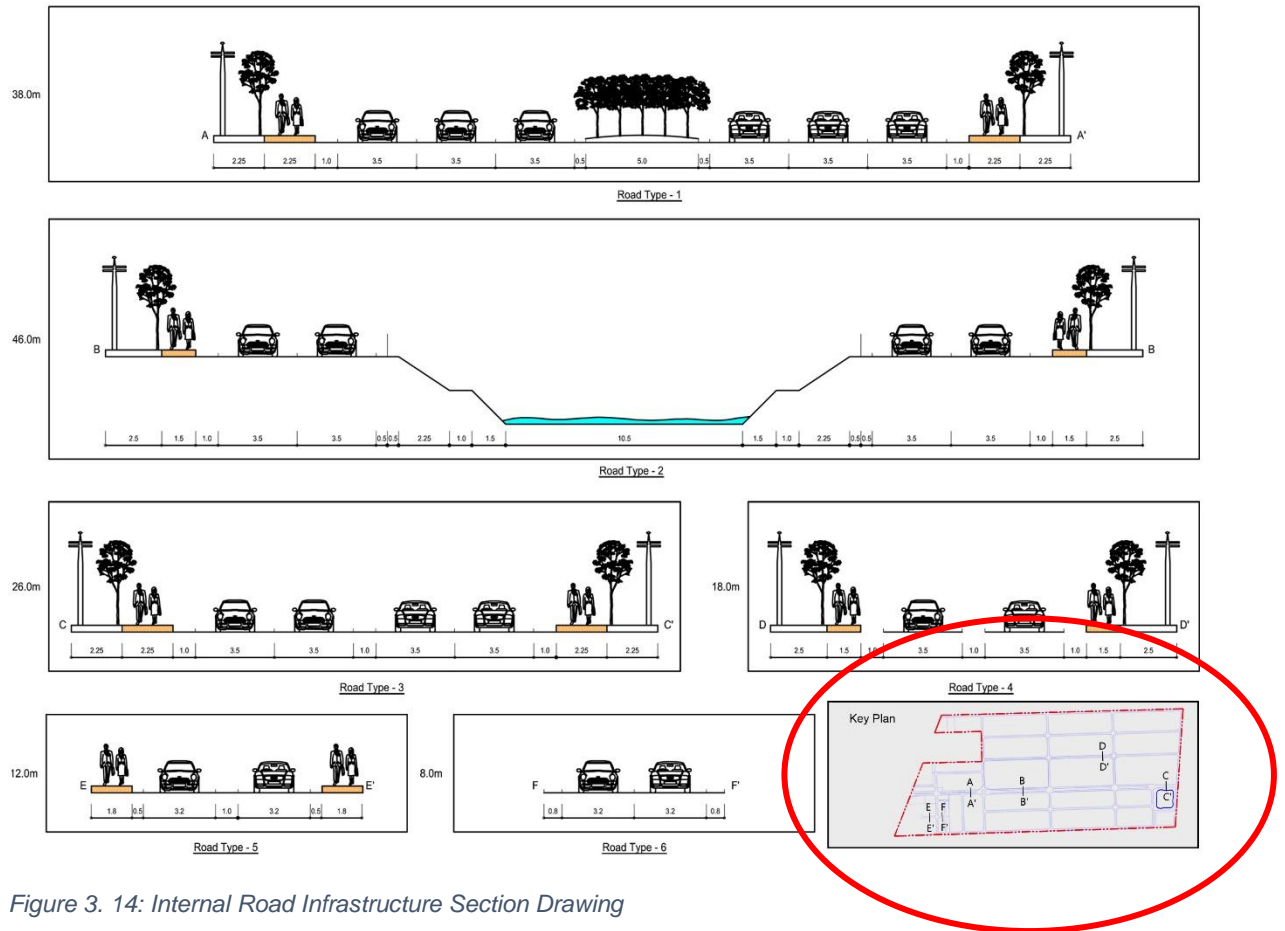 38.0m
A A'
2.25 2.25 1.0 3.5 3.5 3.5 0.5 5.0 0.5 3.5 3.5 3.5 1.0 2.25 2.25
Road Type - 1
46.0m
B B
2.5 1.5 1.0 3.5 3.5 0.5 0.5 2.25 1.0 1.5 10.5 1.5 1.0 2.25 0.5 0.5 3.5 3.5 1.0 1.5 2.5
Road Type - 2
26.0m
C C'
2.25 2.25 1.0 3.5 3.5 1.0 3.5 3.5 1.0 2.25 2.25
Road Type - 3
18.0m
D D'
2.5 1.5 1.0 3.5 1.0 3.5 1.0 1.5 2.5
Road Type - 4
12.0m
E E'
1.8 0.5 3.2 1.0 3.2 0.5 1.8
Road Type - 5
8.0m
F F'
0.8 3.2 3.2 0.8
Road Type - 6
Key Plan
D
D'
A B C
A' B' C'
E F
E' F'
Figure 3. 14: Internal Road Infrastructure Section Drawing